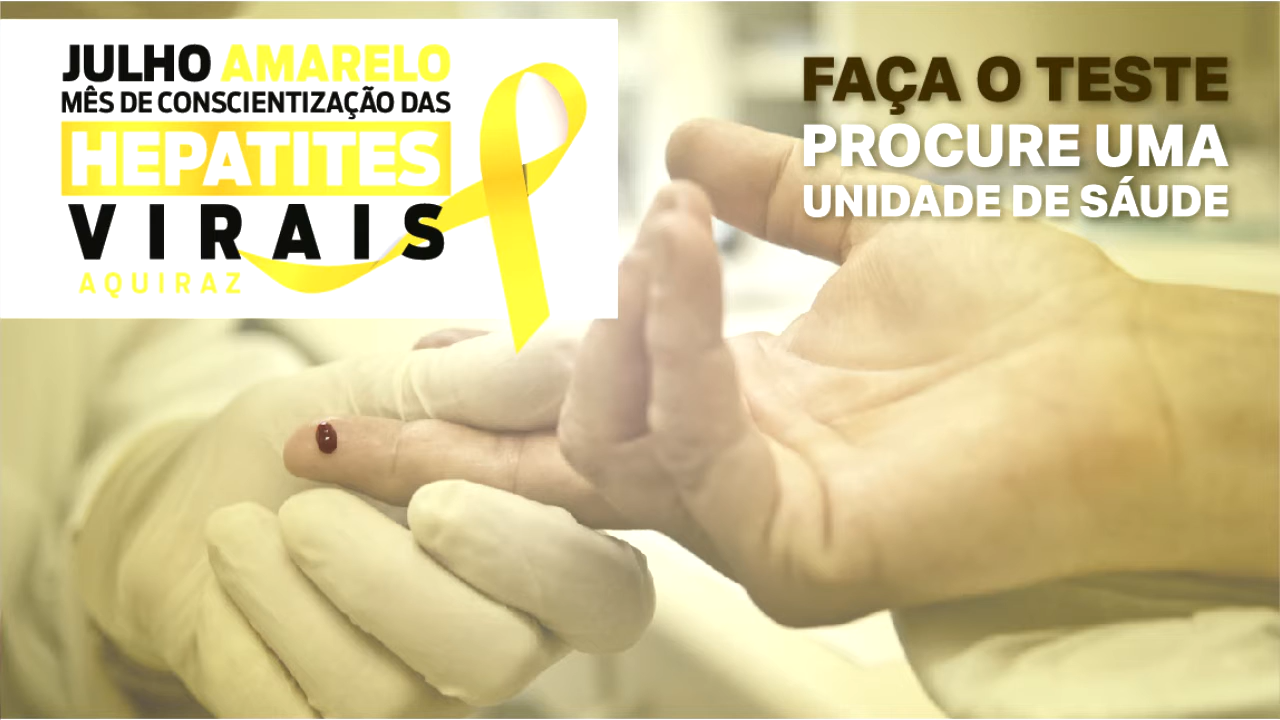 JULHO AMARELO
MÊS DE CONSCIENTIZAÇÃO DAS
HEPATITES
VIRAIS
AQUIRAZ
FAÇA O TESTE
PROCURE UMA
UNIDADE DE SÁUDE